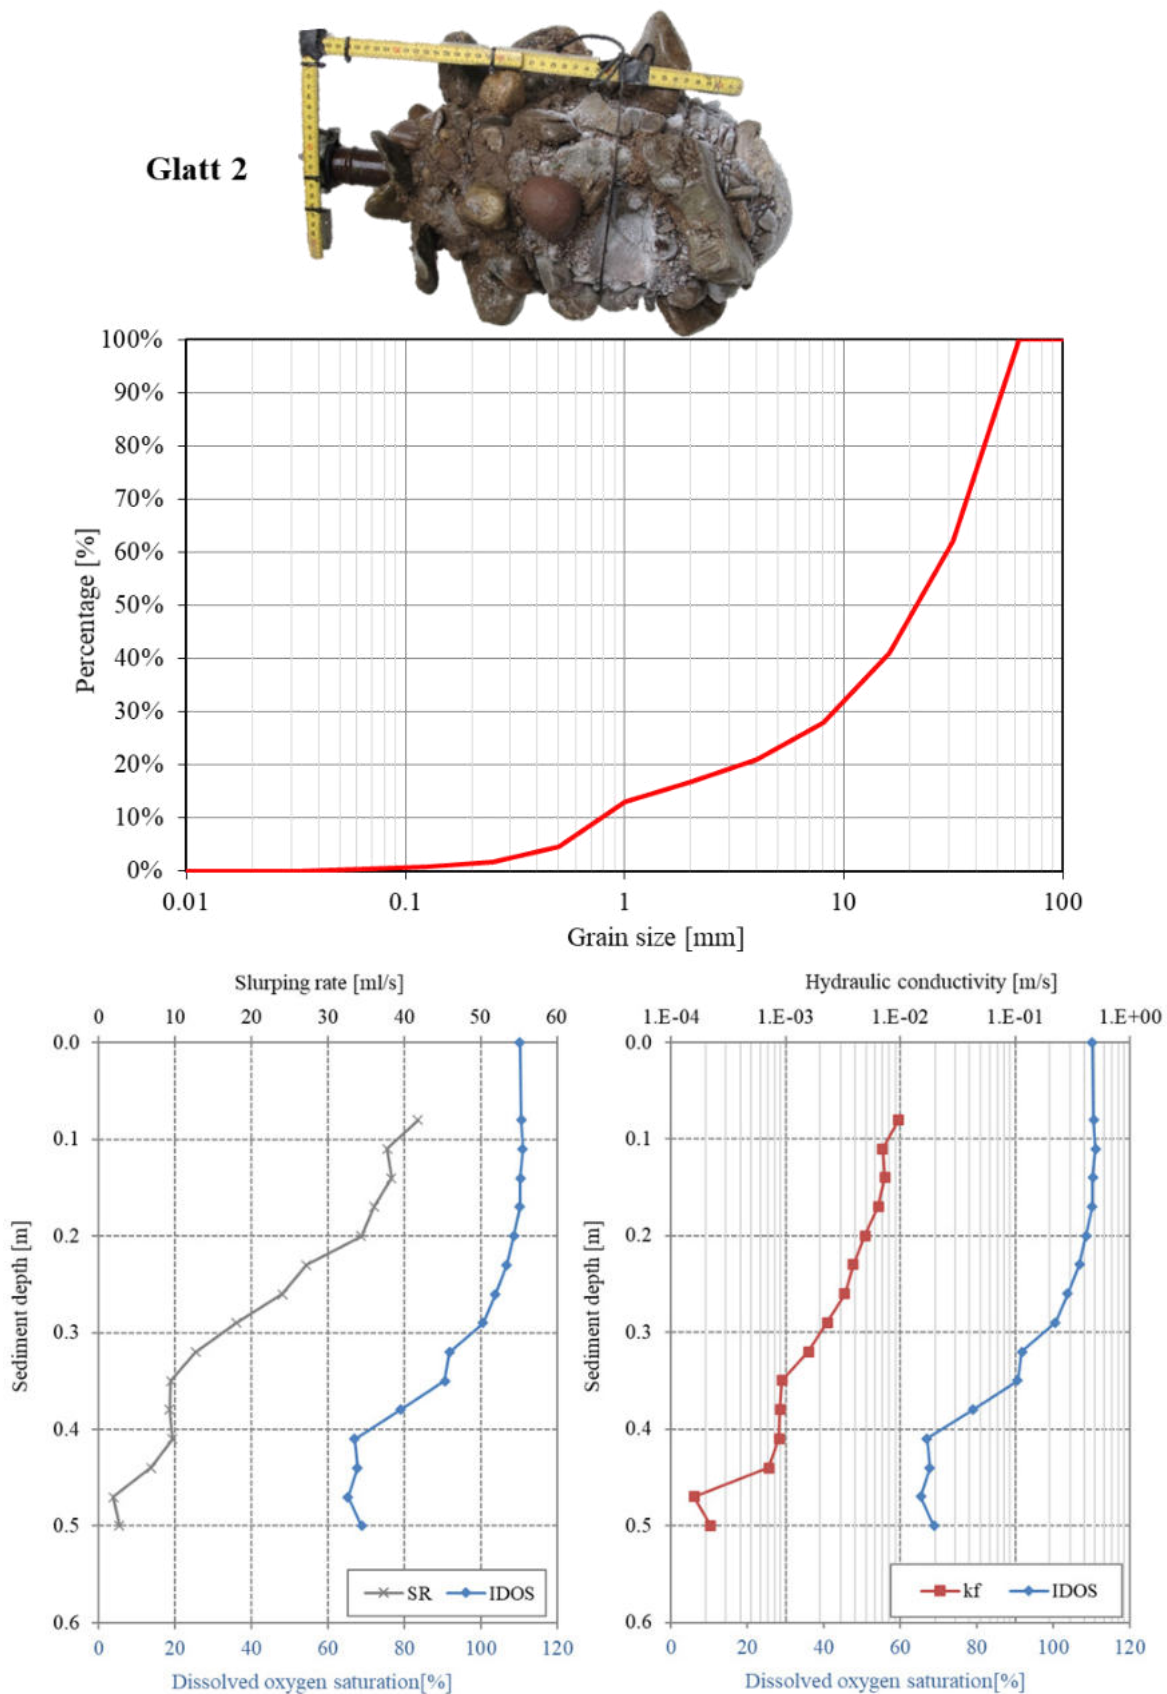 Glatt 2
100%
90%
80%
70%
60%
50%
40%
30%
20%
10%
0%
Percentage [%]
0.01 0.1 1 10 100
Grain size [mm]
Slurping rate [ml/s]
0 10 20 30 40 50 60
0.0
0.1
0.2
0.3
0.4
0.5
0.6
Sediment depth [m]
SR IDOS
0 20 40 60 80 100 120
Dissolved oxygen saturation[%]
Hydraulic conductivity [m/s]
1.E-04 1.E-03 1.E-02 1.E-01 1.E+00
0.0
0.1
0.2
0.3
0.4
0.5
0.6
Sediment depth [m]
kf IDOS
0 20 40 60 80 100 120
Dissolved oxygen saturation[%]